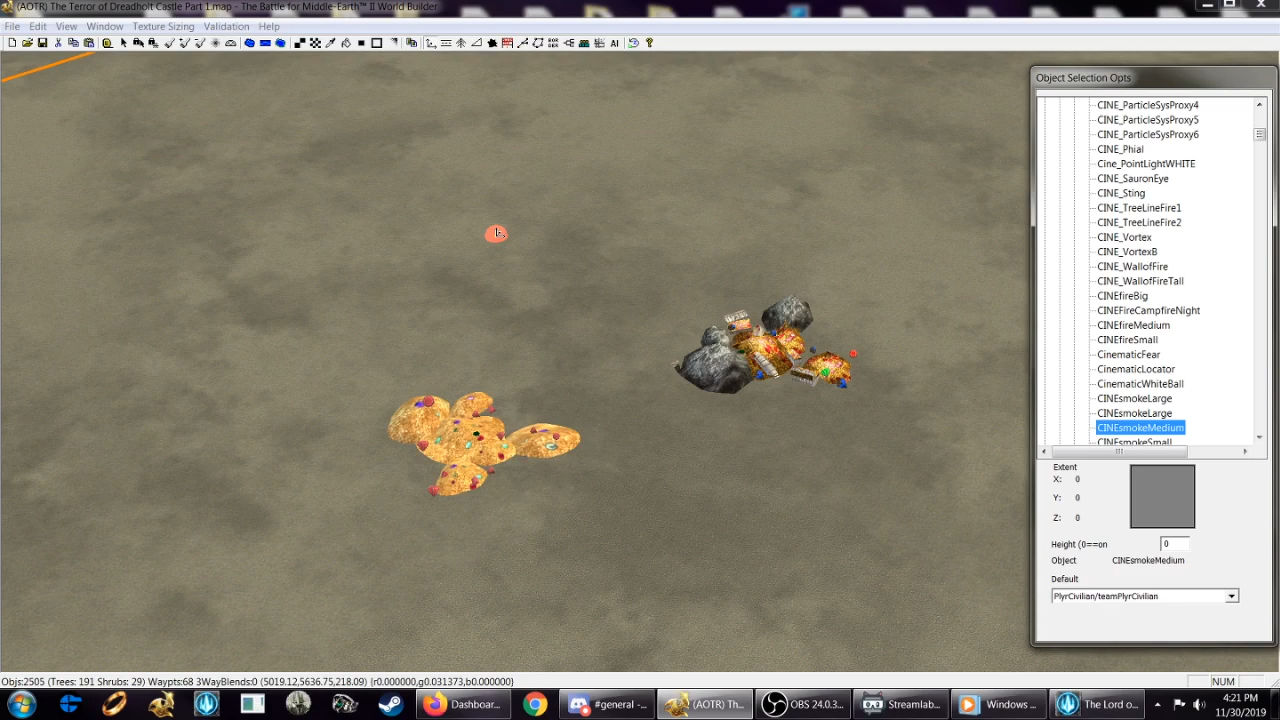 (AOTR) The Terror of Dreadholt Castle Part 1.map - The Battle for Middle-Earth™ II World Builder
File Edit View Window Texture Sizing Validation Help
AI
Object Selection Opts
CINE_ParticleSysProxy4
CINE_ParticleSysProxy5
CINE_ParticleSysProxy6
CINE_Phial
Cine_PointLightWHITE
CINE_SauronEye
CINE_Sting
CINE_TreeLineFire1
CINE_TreeLineFire2
CINE_Vortex
CINE_VortexB
CINE_WallofFire
CINE_WallofFireTall
CINEfireBig
CINEFireCampfireNight
CINEfireMedium
CINEfireSmall
CinematicFear
CinematicLocator
CinematicWhiteBall
CINEsmokeLarge
CINEsmokeLarge
CINEsmokeMedium
CINEsmokeSmall
Extent
X: 0
Y: 0
Z: 0
Height (0==on 0
Object CINEsmokeMedium
Default
PlyrCivilian/teamPlyrCivilian
Objs:2505 (Trees: 191 Shrubs: 29) Waypts:68 3WayBlends:0 (5019.12,5636.75,218.09) {r0.000000,g0.031373,b0.000000} NUM
Dashboar... #general -... (AOTR) Th... OBS 24.0.3... Streamlab... Windows ... The Lord o... 4:21 PM
11/30/2019